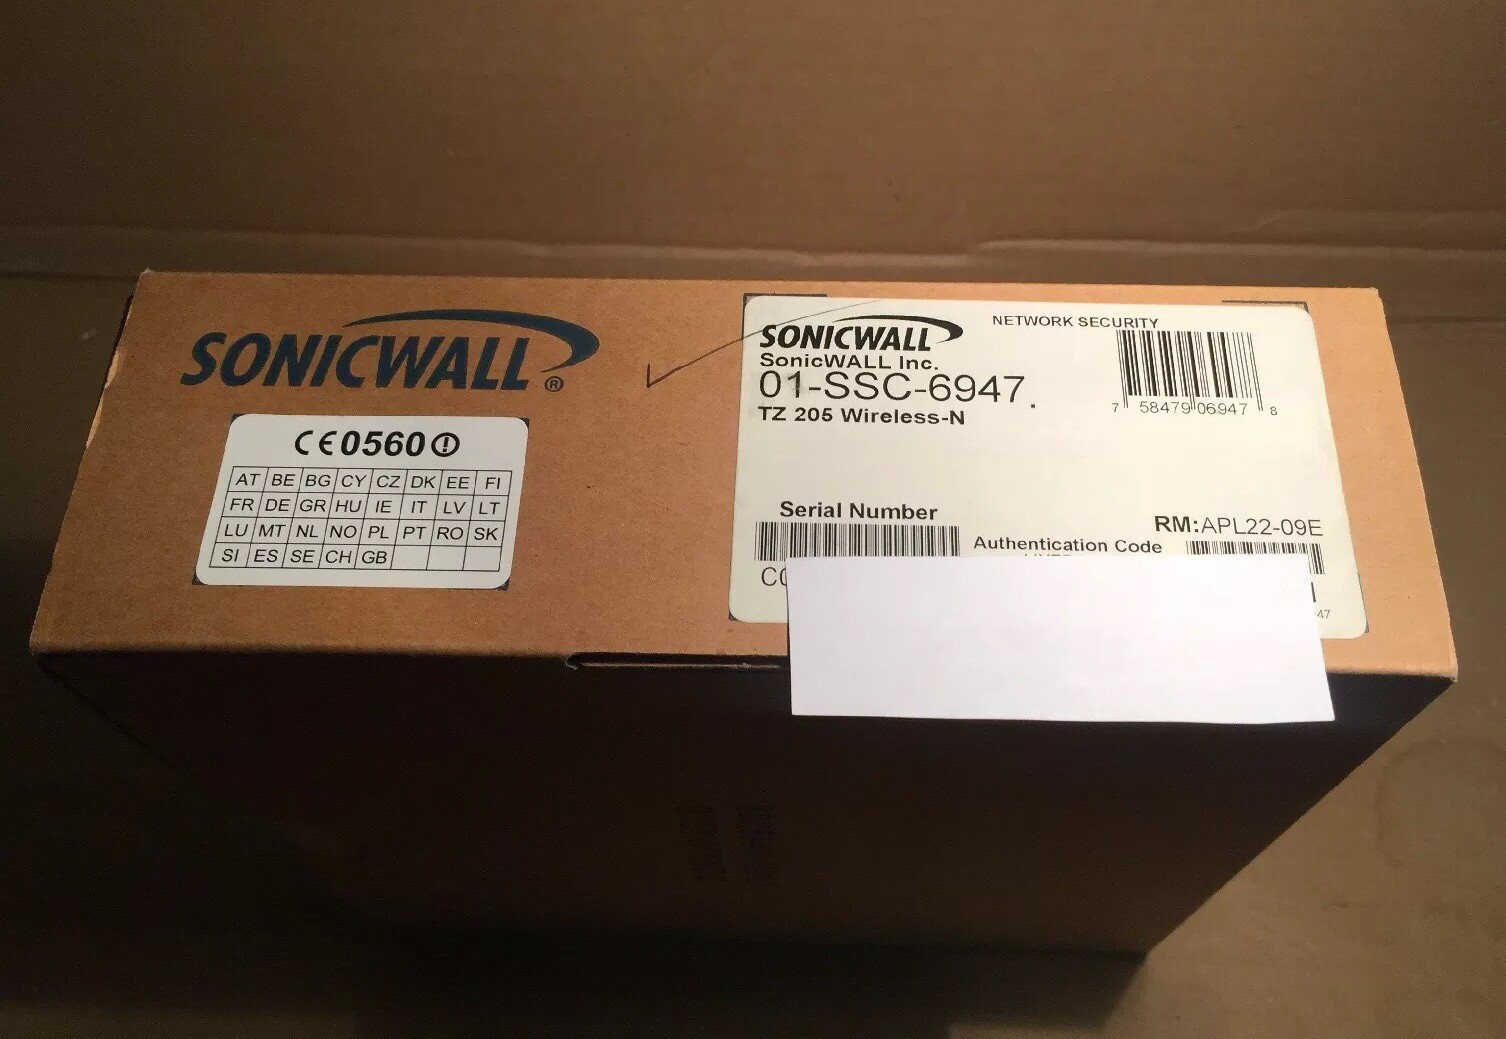 SONICWALL®
CE0560
AT BE BG CY CZ DK EE FI
FR DE GR HU IE IT LV LT
LU MT NL NO PL PT RO SK
SI ES SE CH GB
SONICWALL
NETWORK SECURITY
SonicWALL Inc.
01-SSC-6947.
TZ 205 Wireless-N
7 58479 06947 8
Serial Number
RM:APL22-09E
Authentication Code
C0
47